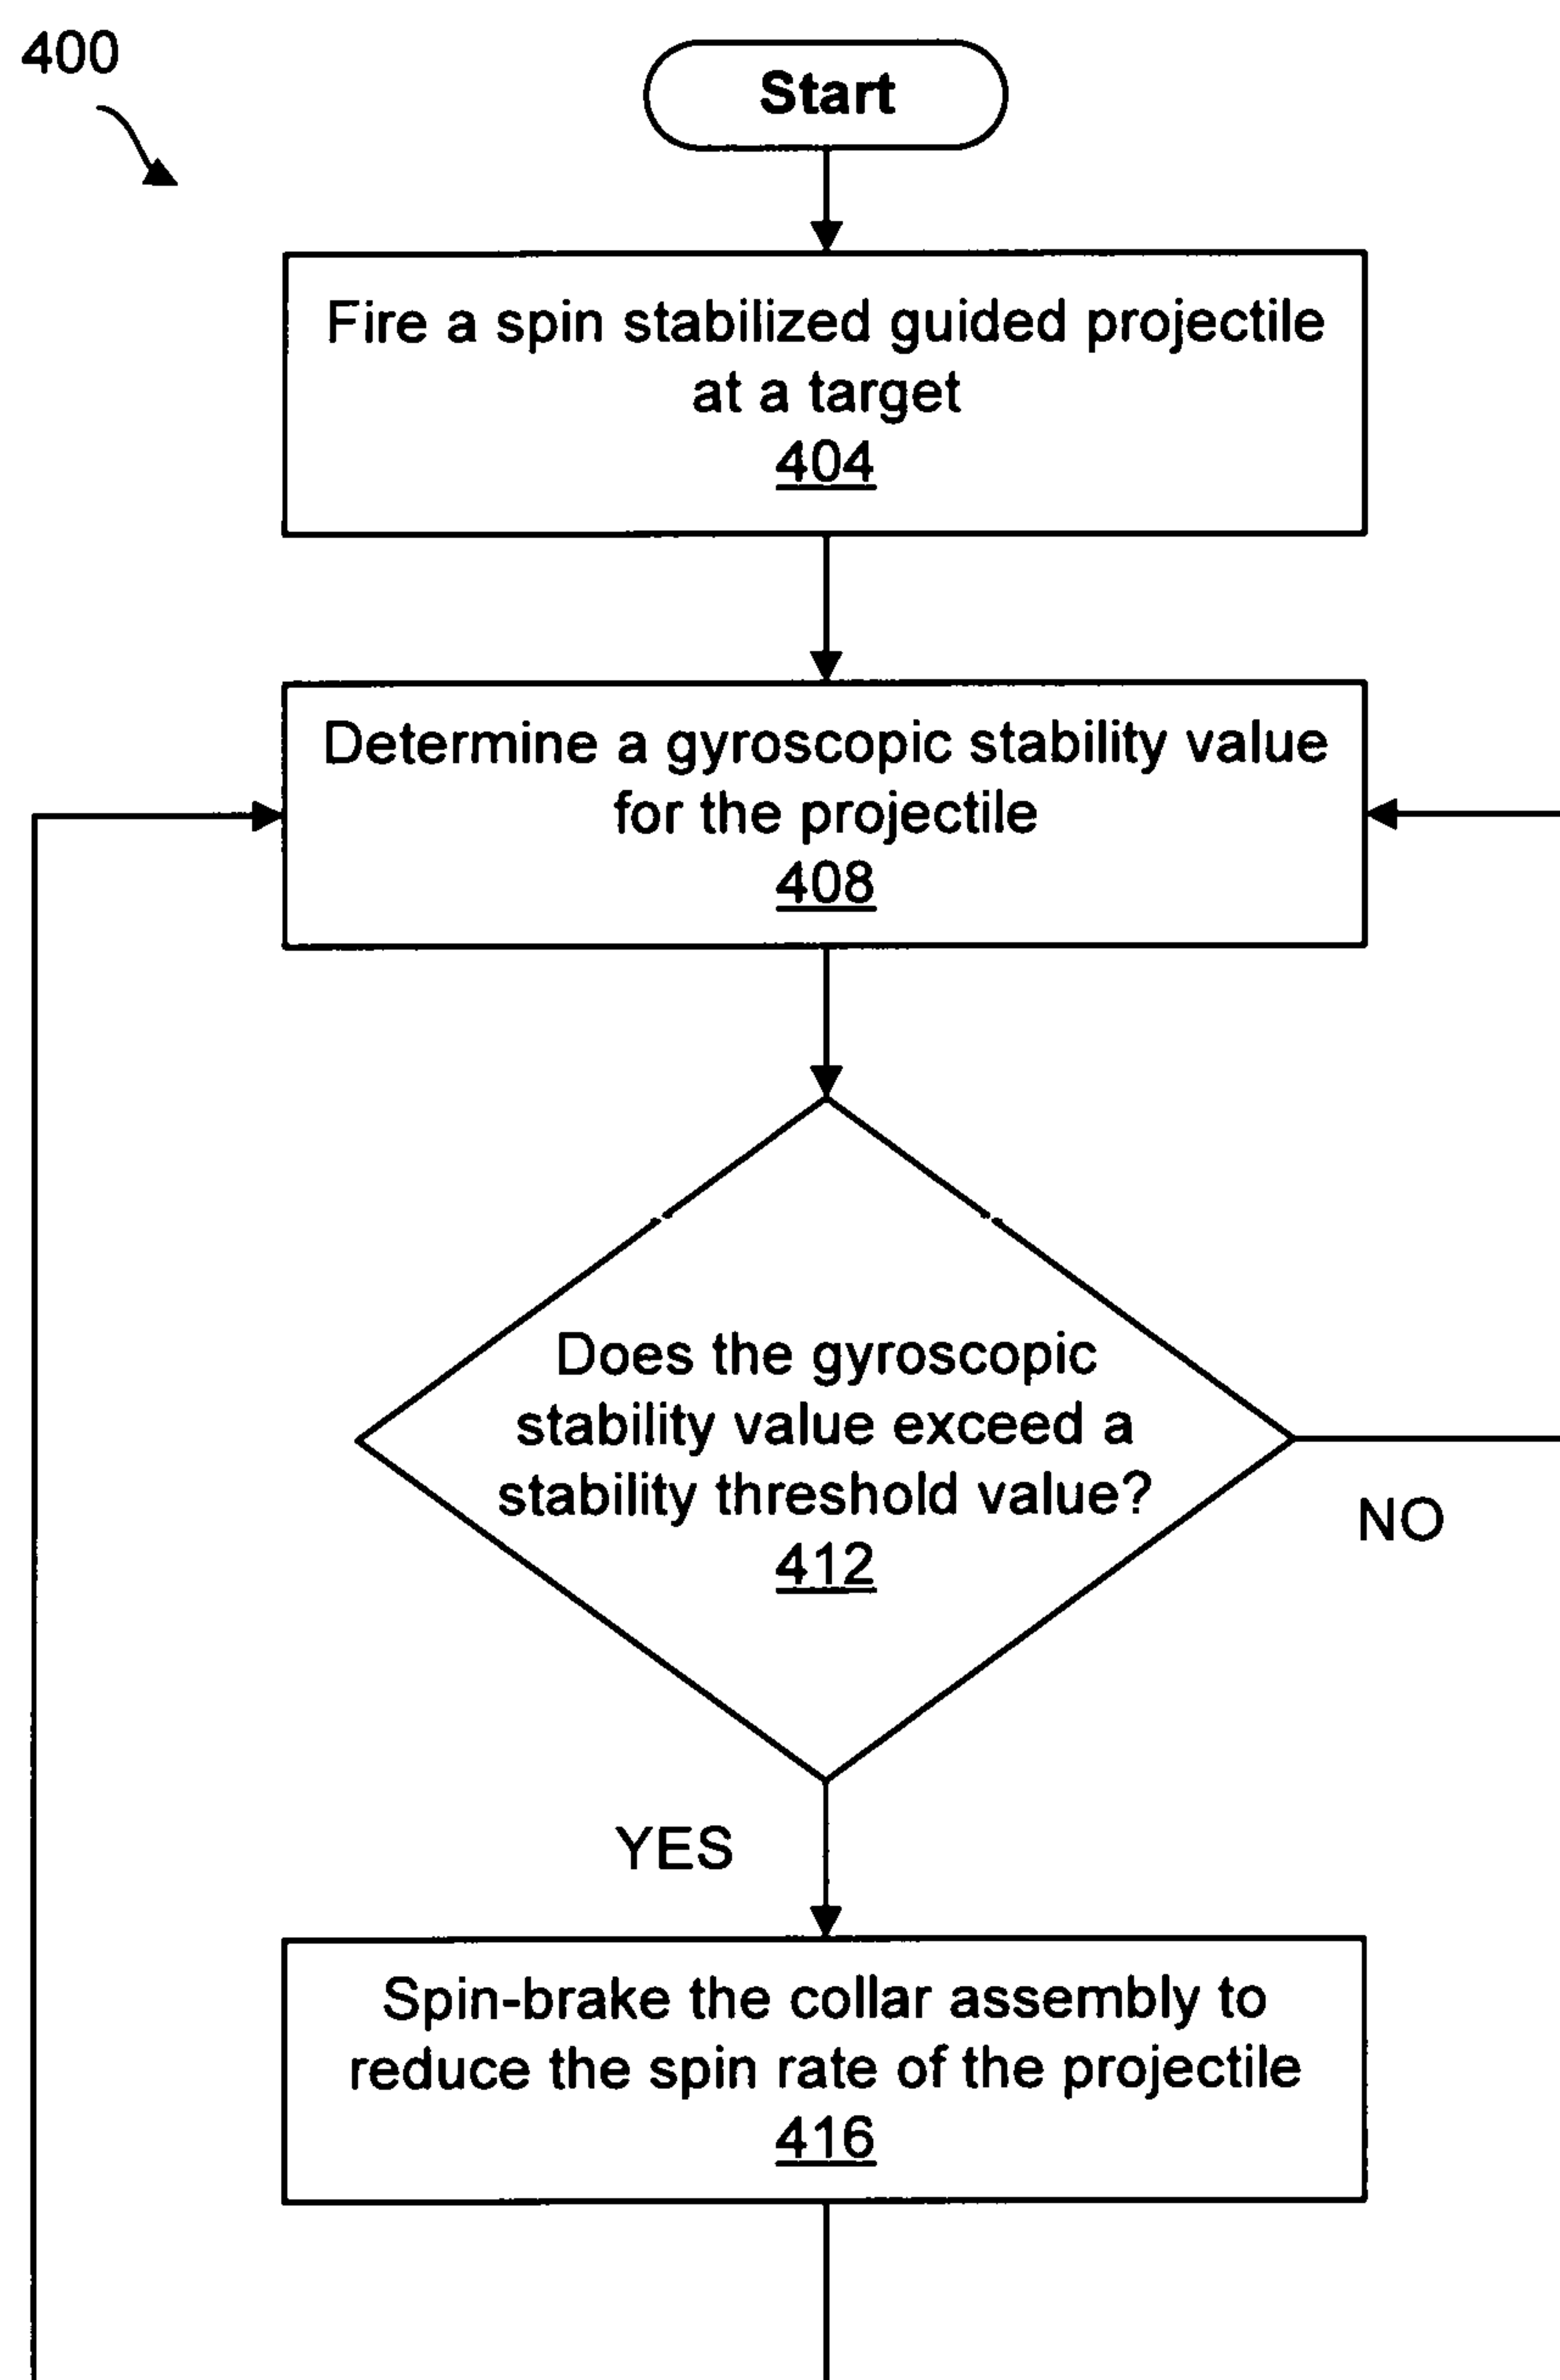 400
Start
Fire a spin stabilized guided projectile
at a target
404
Determine a gyroscopic stability value
for the projectile
408
Does the gyroscopic
stability value exceed a
stability threshold value?
412
NO
YES
Spin-brake the collar assembly to
reduce the spin rate of the projectile
416